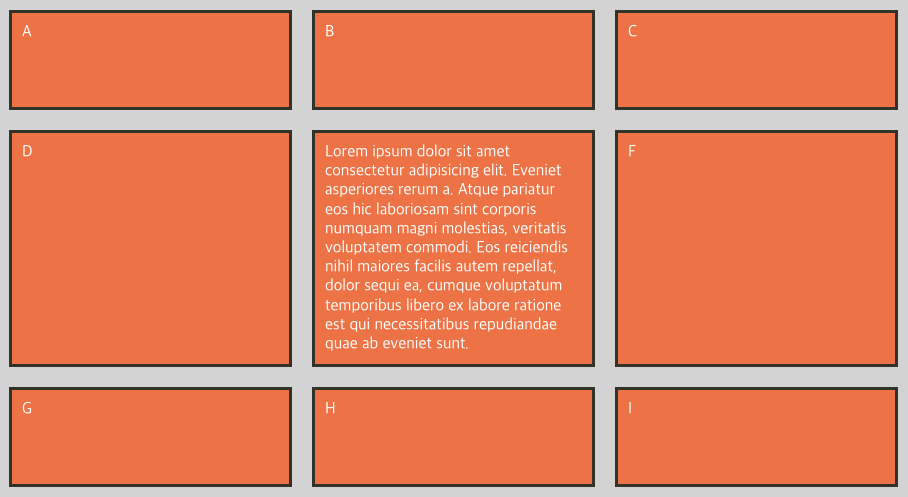 A
B
C
D
Lorem ipsum dolor sit amet
consectetur adipisicing elit. Eveniet
asperiores rerum a. Atque pariatur
eos hic laboriosam sint corporis
numquam magni molestias, veritatis
voluptatem commodi. Eos reiciendis
nihil maiores facilis autem repellat,
dolor sequi ea, cumque voluptatum
temporibus libero ex labore ratione
est qui necessitatibus repudiandae
quae ab eveniet sunt.
F
G
H
I